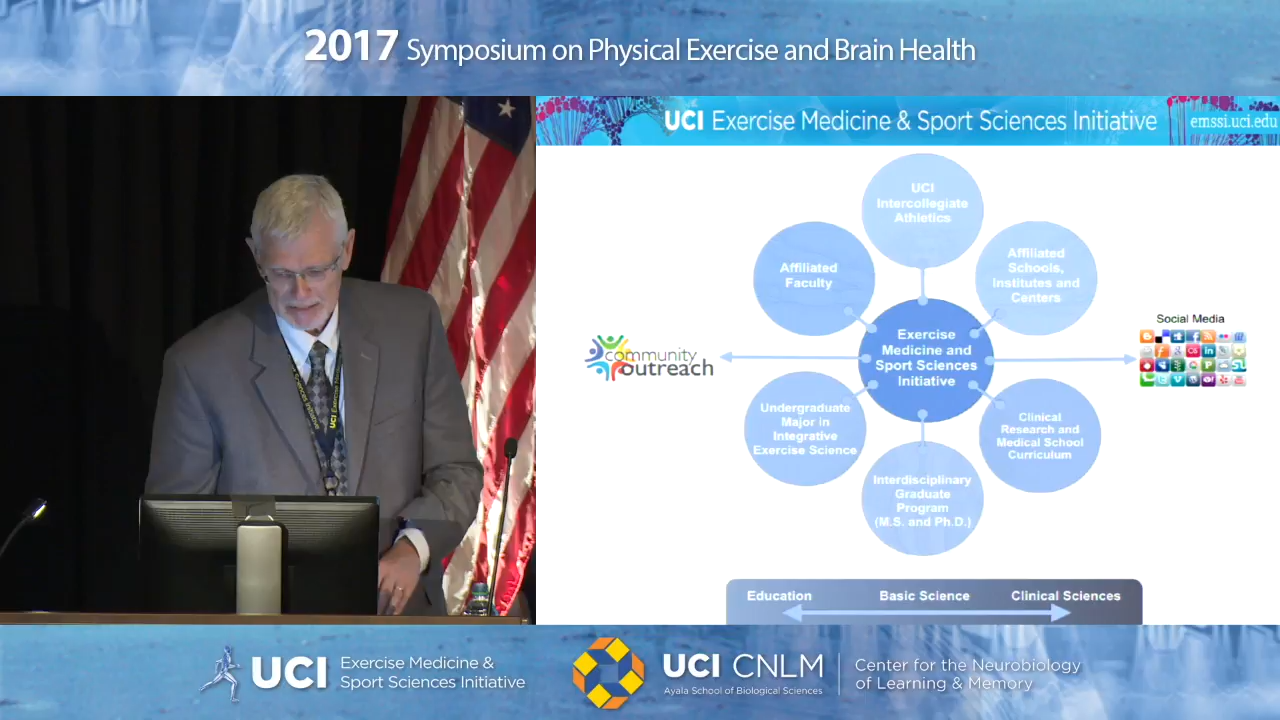 2017 Symposium on Physical Exercise and Brain Health
UCI Exercise Medicine & Sport Sciences Initiative
emssi.uci.edu
UCI
Intercollegiate
Athletics
Affiliated
Faculty
Affiliated
Schools,
Institutes and
Centers
Exercise
Medicine and
Sport Sciences
Initiative
Social Media
community
outreach
Undergraduate
Major in
Integrative
Exercise Science
Clinical
Research and
Medical School
Curriculum
Interdisciplinary
Graduate
Program
(M.S. and Ph.D.)
Education
Basic Science
Clinical Sciences
UCI Exercise Medicine &
Sport Sciences Initiative
UCI CNLM
Ayala School of Biological Sciences
Center for the Neurobiology
of Learning & Memory